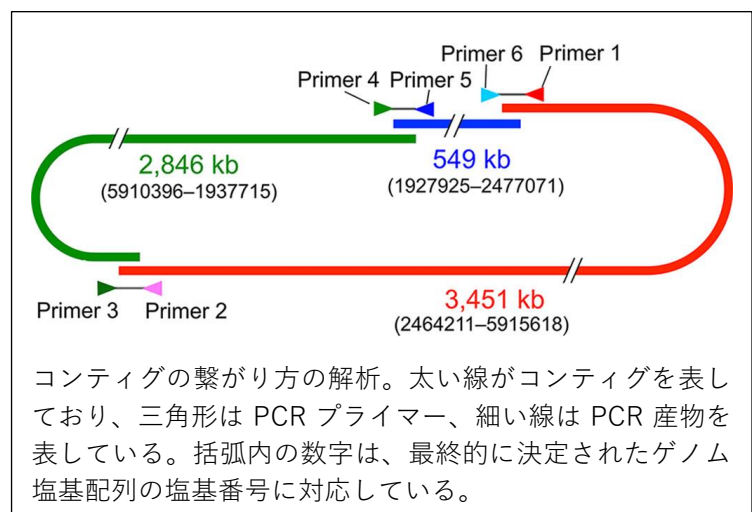 Primer 6 Primer 1
Primer 4 Primer 5
2,846 kb
(5910396–1937715)
549 kb
(1927925–2477071)
Primer 3 Primer 2
3,451 kb
(2464211–5915618)
コンティグの繋がり方の解析。太い線がコンティグを表し
ており、三角形は PCR プライマー、細い線は PCR 産物を
表している。括弧内の数字は、最終的に決定されたゲノム
塩基配列の塩基番号に対応している。